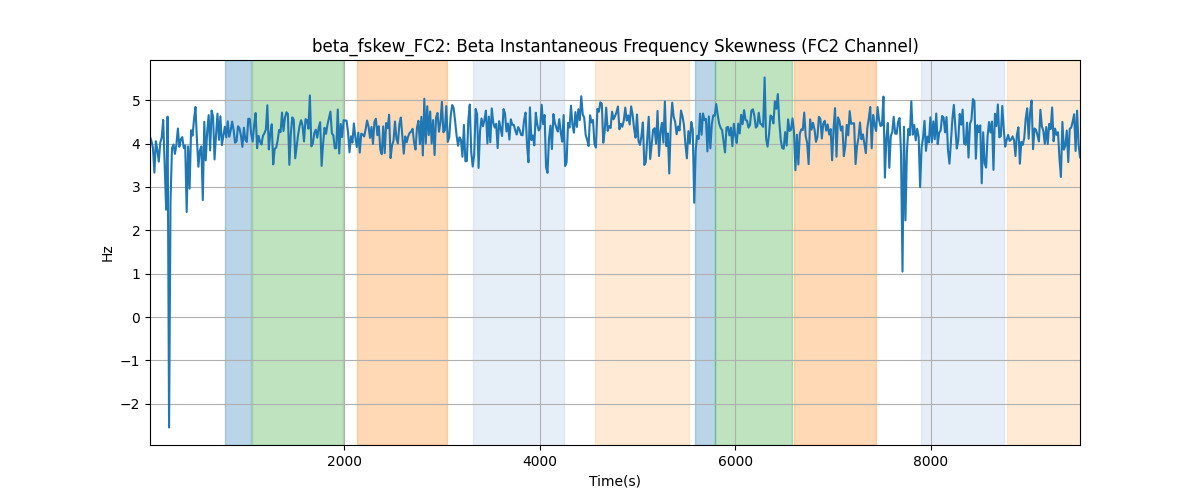 beta_fskew_FC2: Beta Instantaneous Frequency Skewness (FC2 Channel)
5
4
3
2
1
0
−1
−2
Hz
2000 4000 6000 8000
Time(s)